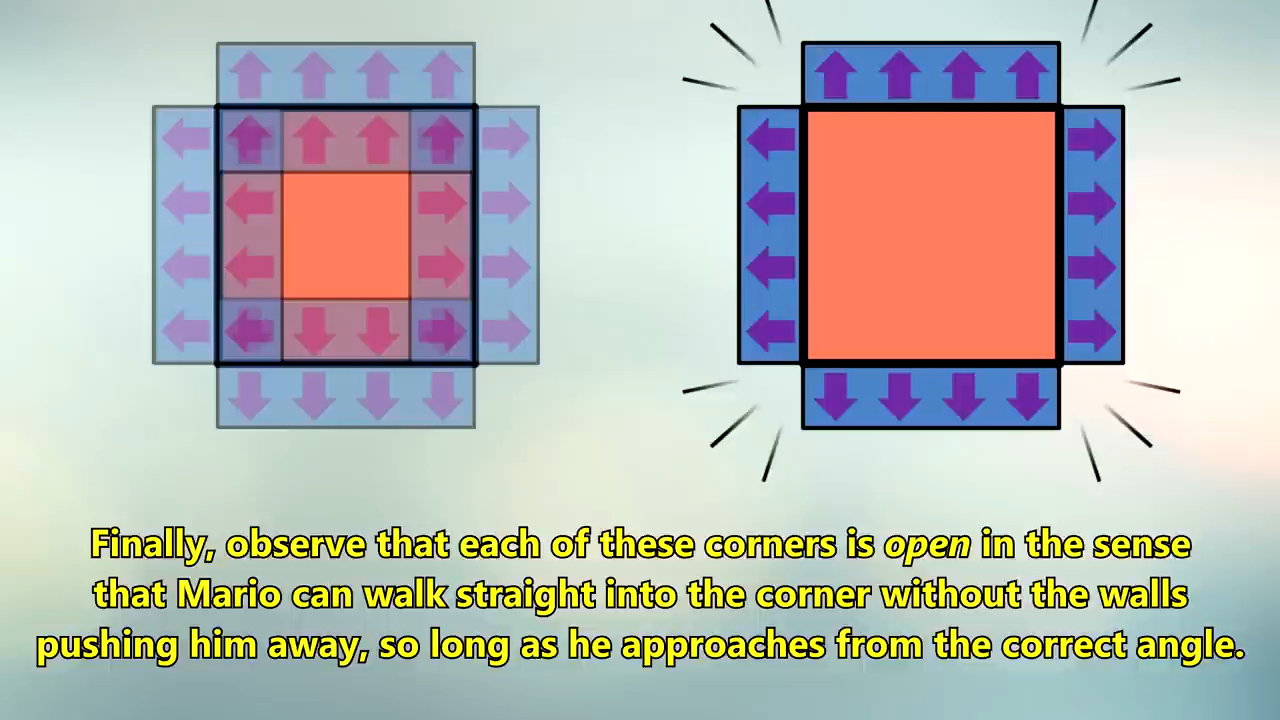 Finally, observe that each of these corners is open in the sense
that Mario can walk straight into the corner without the walls
pushing him away, so long as he approaches from the correct angle.